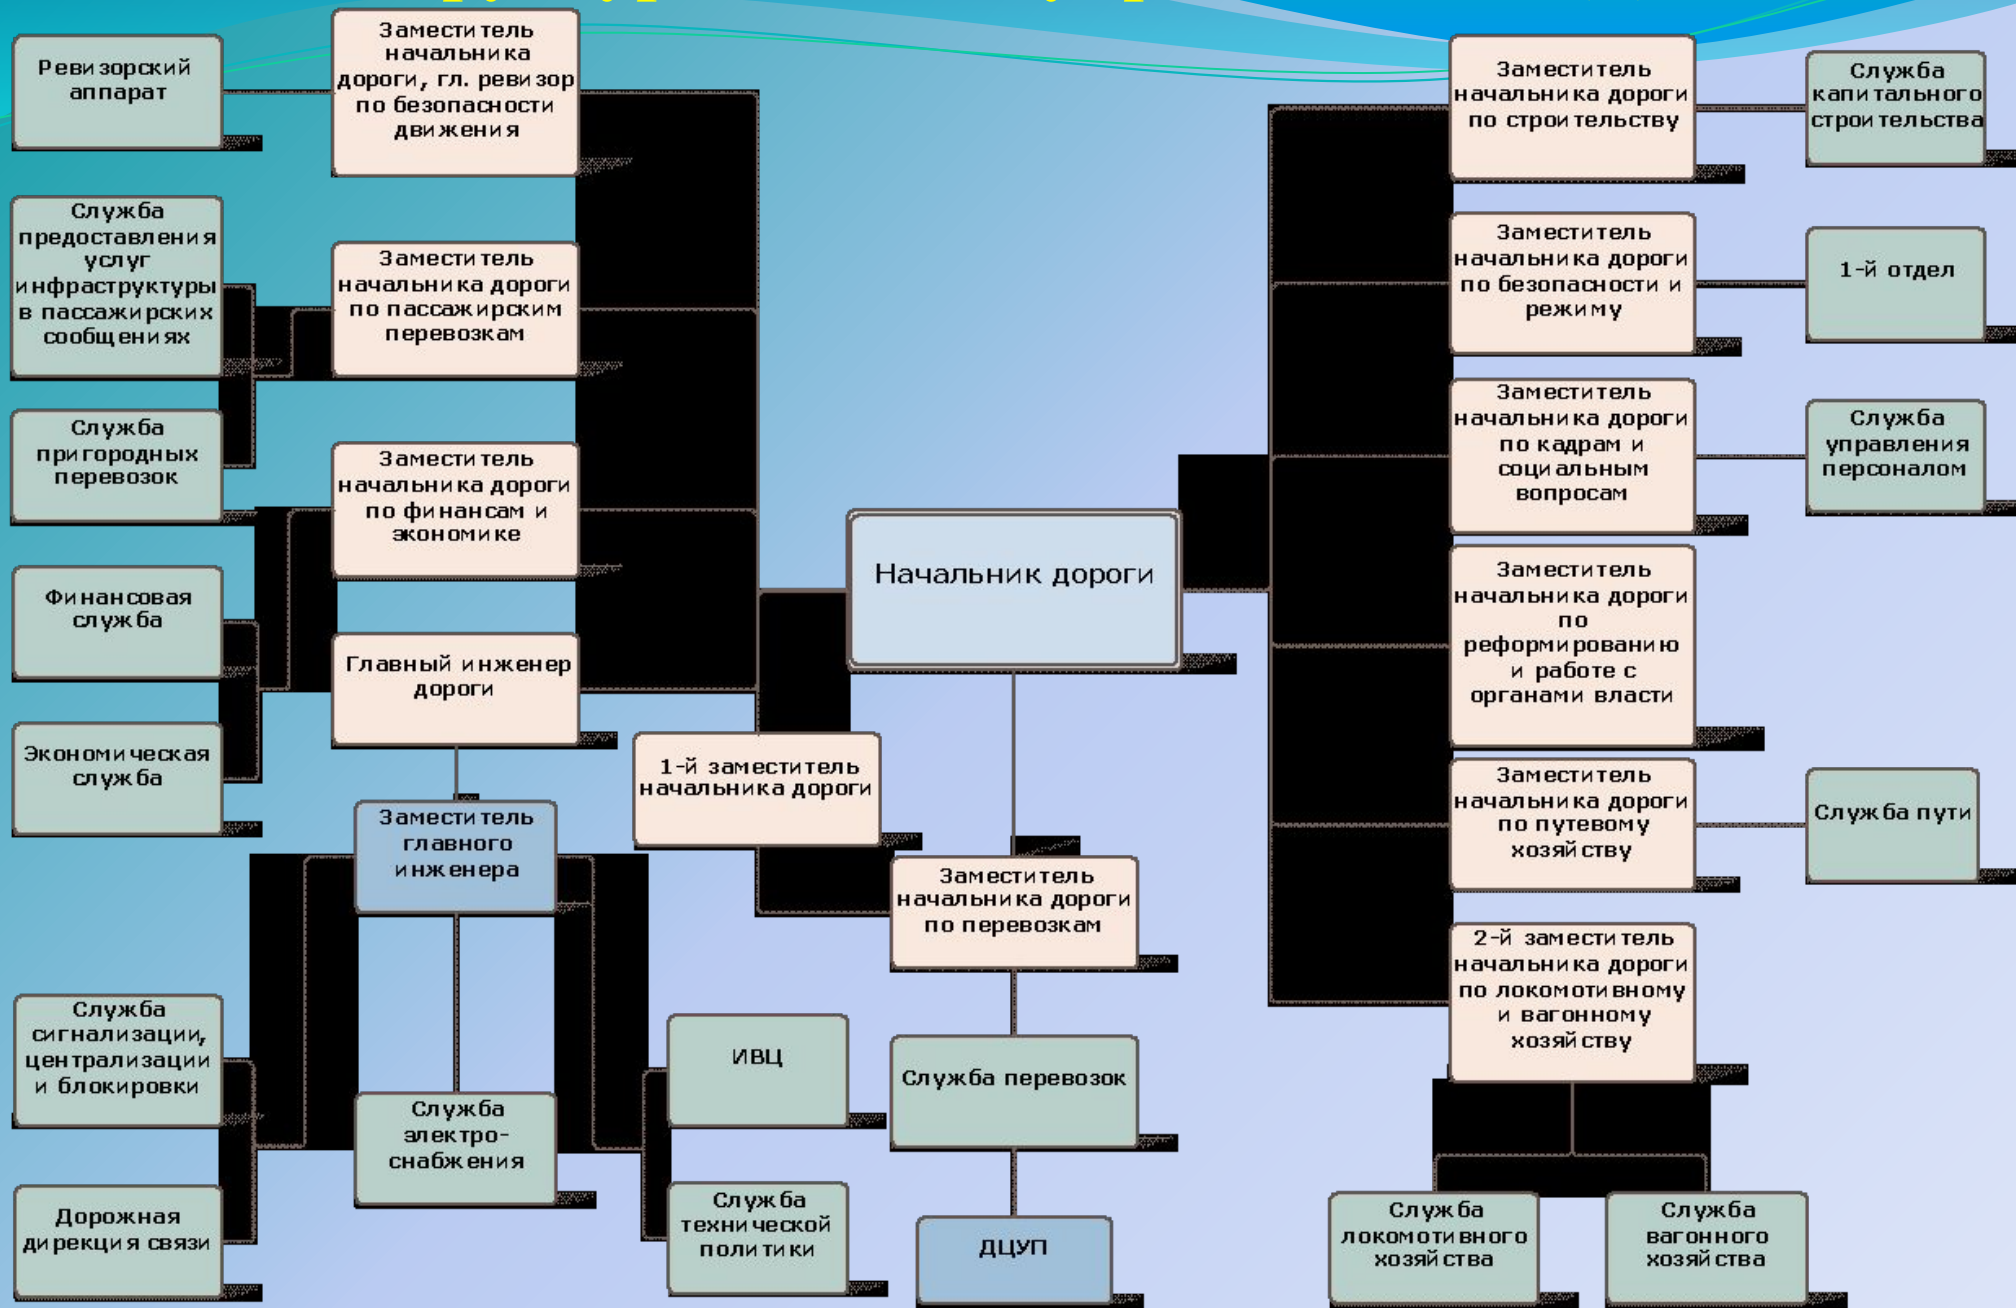 Ревизорский
аппарат
Заместитель
начальника
дороги, гл. ревизор
по безопасности
движения
Служба
предоставления
услуг
инфраструктуры
в пассажирских
сообщениях
Заместитель
начальника дороги
по пассажирским
перевозкам
Служба
пригородных
перевозок
Заместитель
начальника дороги
по финансам и
экономике
Финансовая
служба
Экономическая
служба
Главный инженер
дороги
Заместитель
главного
инженера
Служба
сигнализации,
централизации
и блокировки
Дорожная
дирекция связи
Служба
электро-
снабжения
ИВЦ
Служба
технической
политики
Начальник дороги
1-й заместитель
начальника дороги
Заместитель
начальника дороги
по перевозкам
Служба перевозок
ДЦУП
Заместитель
начальника дороги
по строительству
Служба
капитального
строительства
Заместитель
начальника дороги
по безопасности и
режиму
1-й отдел
Заместитель
начальника дороги
по кадрам и
социальным
вопросам
Служба
управления
персоналом
Заместитель
начальника дороги
по
реформированию
и работе с
органами власти
Заместитель
начальника дороги
по путевому
хозяйству
Служба пути
2-й заместитель
начальника дороги
по локомотивному
и вагонному
хозяйству
Служба
локомотивного
хозяйства
Служба
вагонного
хозяйства